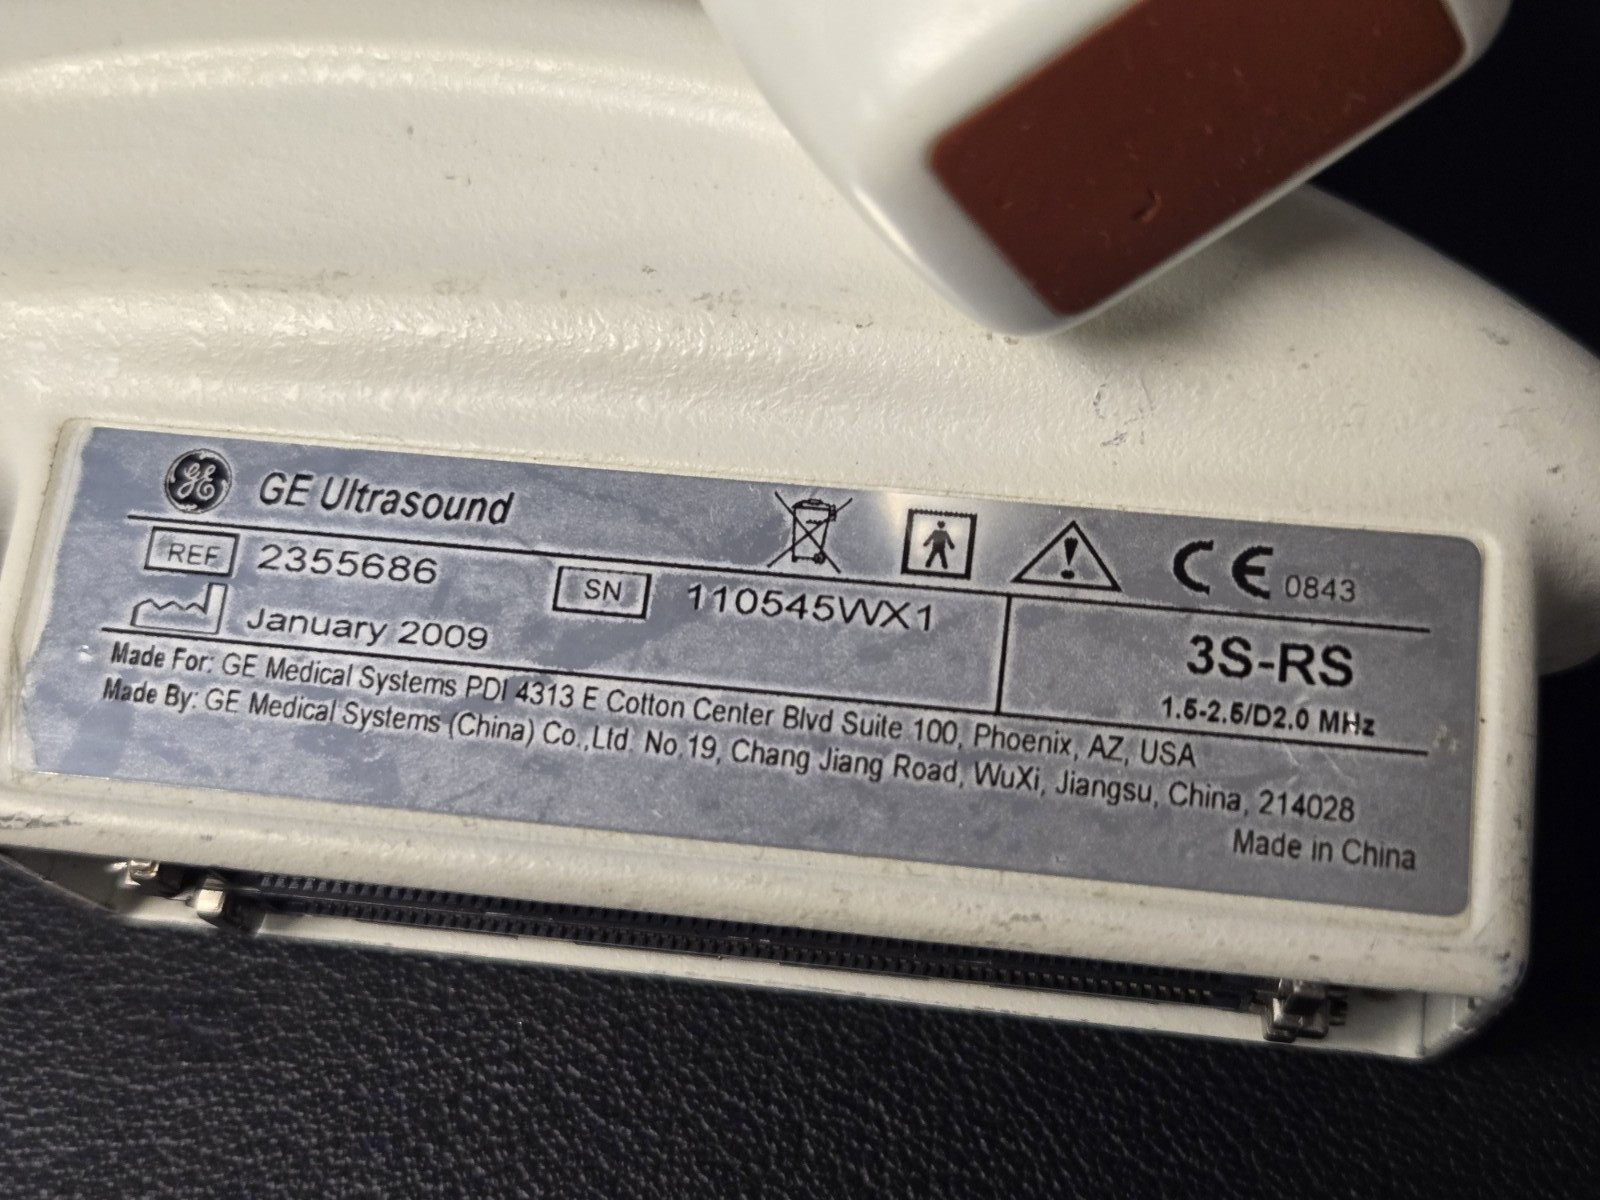 GE GE Ultrasound
REF 2355686 SN 110545WX1 CE 0843
January 2009 3S-RS
1.5-2.5/D2.0 MHz
Made For: GE Medical Systems PDI 4313 E Cotton Center Blvd Suite 100, Phoenix, AZ, USA
Made By: GE Medical Systems (China) Co.,Ltd. No.19, Chang Jiang Road, WuXi, Jiangsu, China, 214028
Made in China